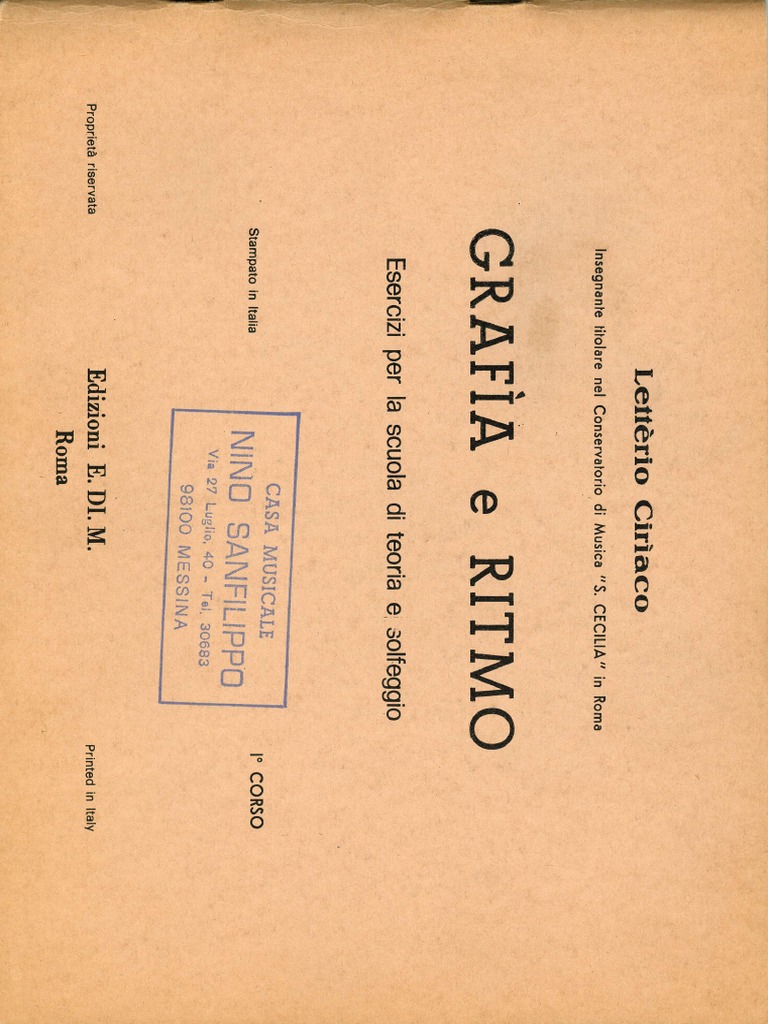 Lettèrio Cirìaco
Insegnante titolare nel Conservatorio di Musica "S. CECILIA" in Roma
GRAFÌA e RITMO
Esercizi per la scuola di teoria e solfeggio
Stampato in Italia
I° CORSO
CASA MUSICALE
NINO SANFILIPPO
Via 27 Luglio, 40 - Tel. 30683
98100 MESSINA
Proprietà riservata
Edizioni E. DI. M.
Roma
Printed in Italy